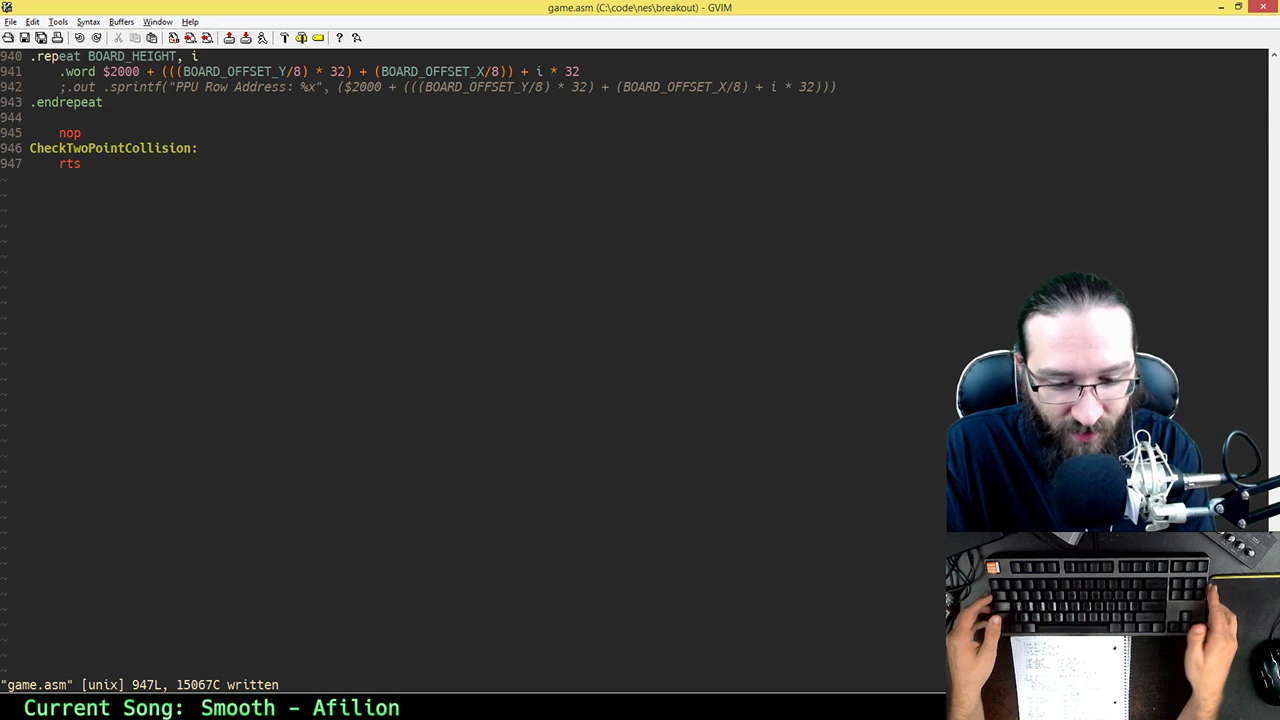 game.asm (C:\code\nes\breakout) - GVIM
File Edit Tools Syntax Buffers Window Help
940 .repeat BOARD_HEIGHT, i
941 .word $2000 + (((BOARD_OFFSET_Y/8) * 32) + (BOARD_OFFSET_X/8)) + i * 32
942 ;.out .sprintf("PPU Row Address: %x", ($2000 + (((BOARD_OFFSET_Y/8) * 32) + (BOARD_OFFSET_X/8) + i * 32)))
943 .endrepeat
944
945 nop
946 CheckTwoPointCollision:
947 rts
"game.asm" [unix] 947L, 15067C written
Current Song: Smooth - Afilion